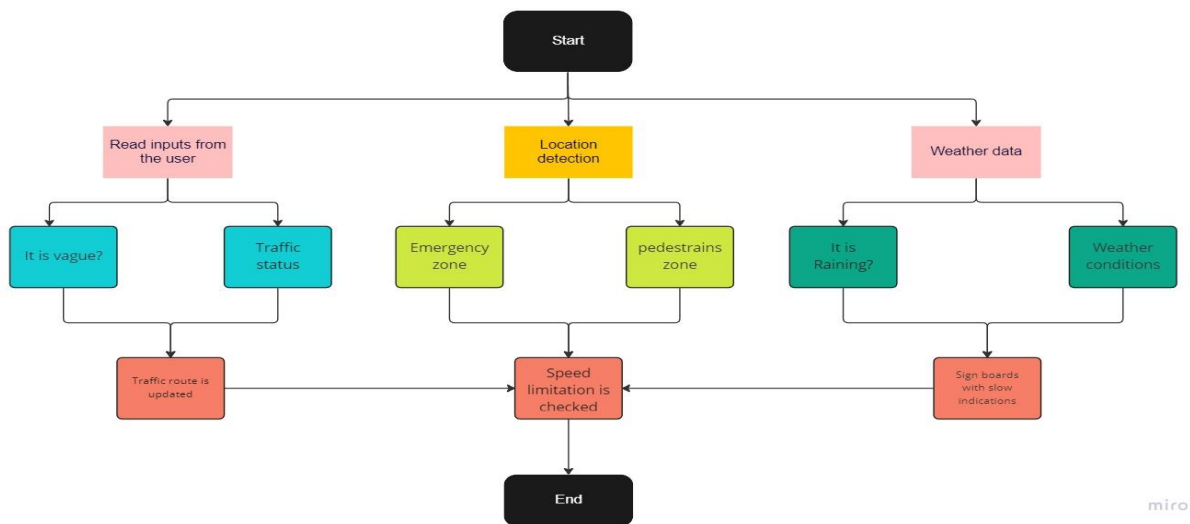 Start
Read inputs from
the user
Location
detection
Weather data
It is vague?
Traffic
status
Emergency
zone
pedestrains
zone
It is
Raining?
Weather
conditions
Traffic route is
updated
Speed
limitation is
checked
Sign boards
with slow
indications
End
miro